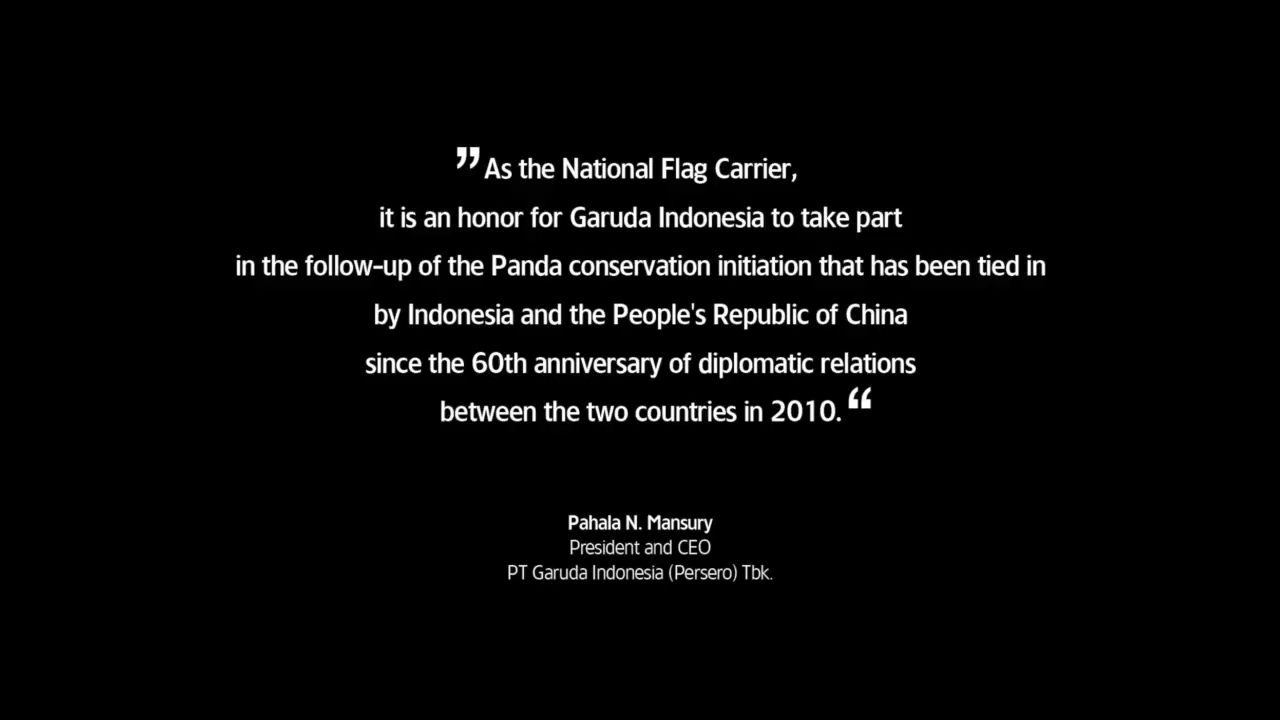 ”As the National Flag Carrier,
it is an honor for Garuda Indonesia to take part
in the follow-up of the Panda conservation initiation that has been tied in
by Indonesia and the People's Republic of China
since the 60th anniversary of diplomatic relations
between the two countries in 2010.“
Pahala N. Mansury
President and CEO
PT Garuda Indonesia (Persero) Tbk.